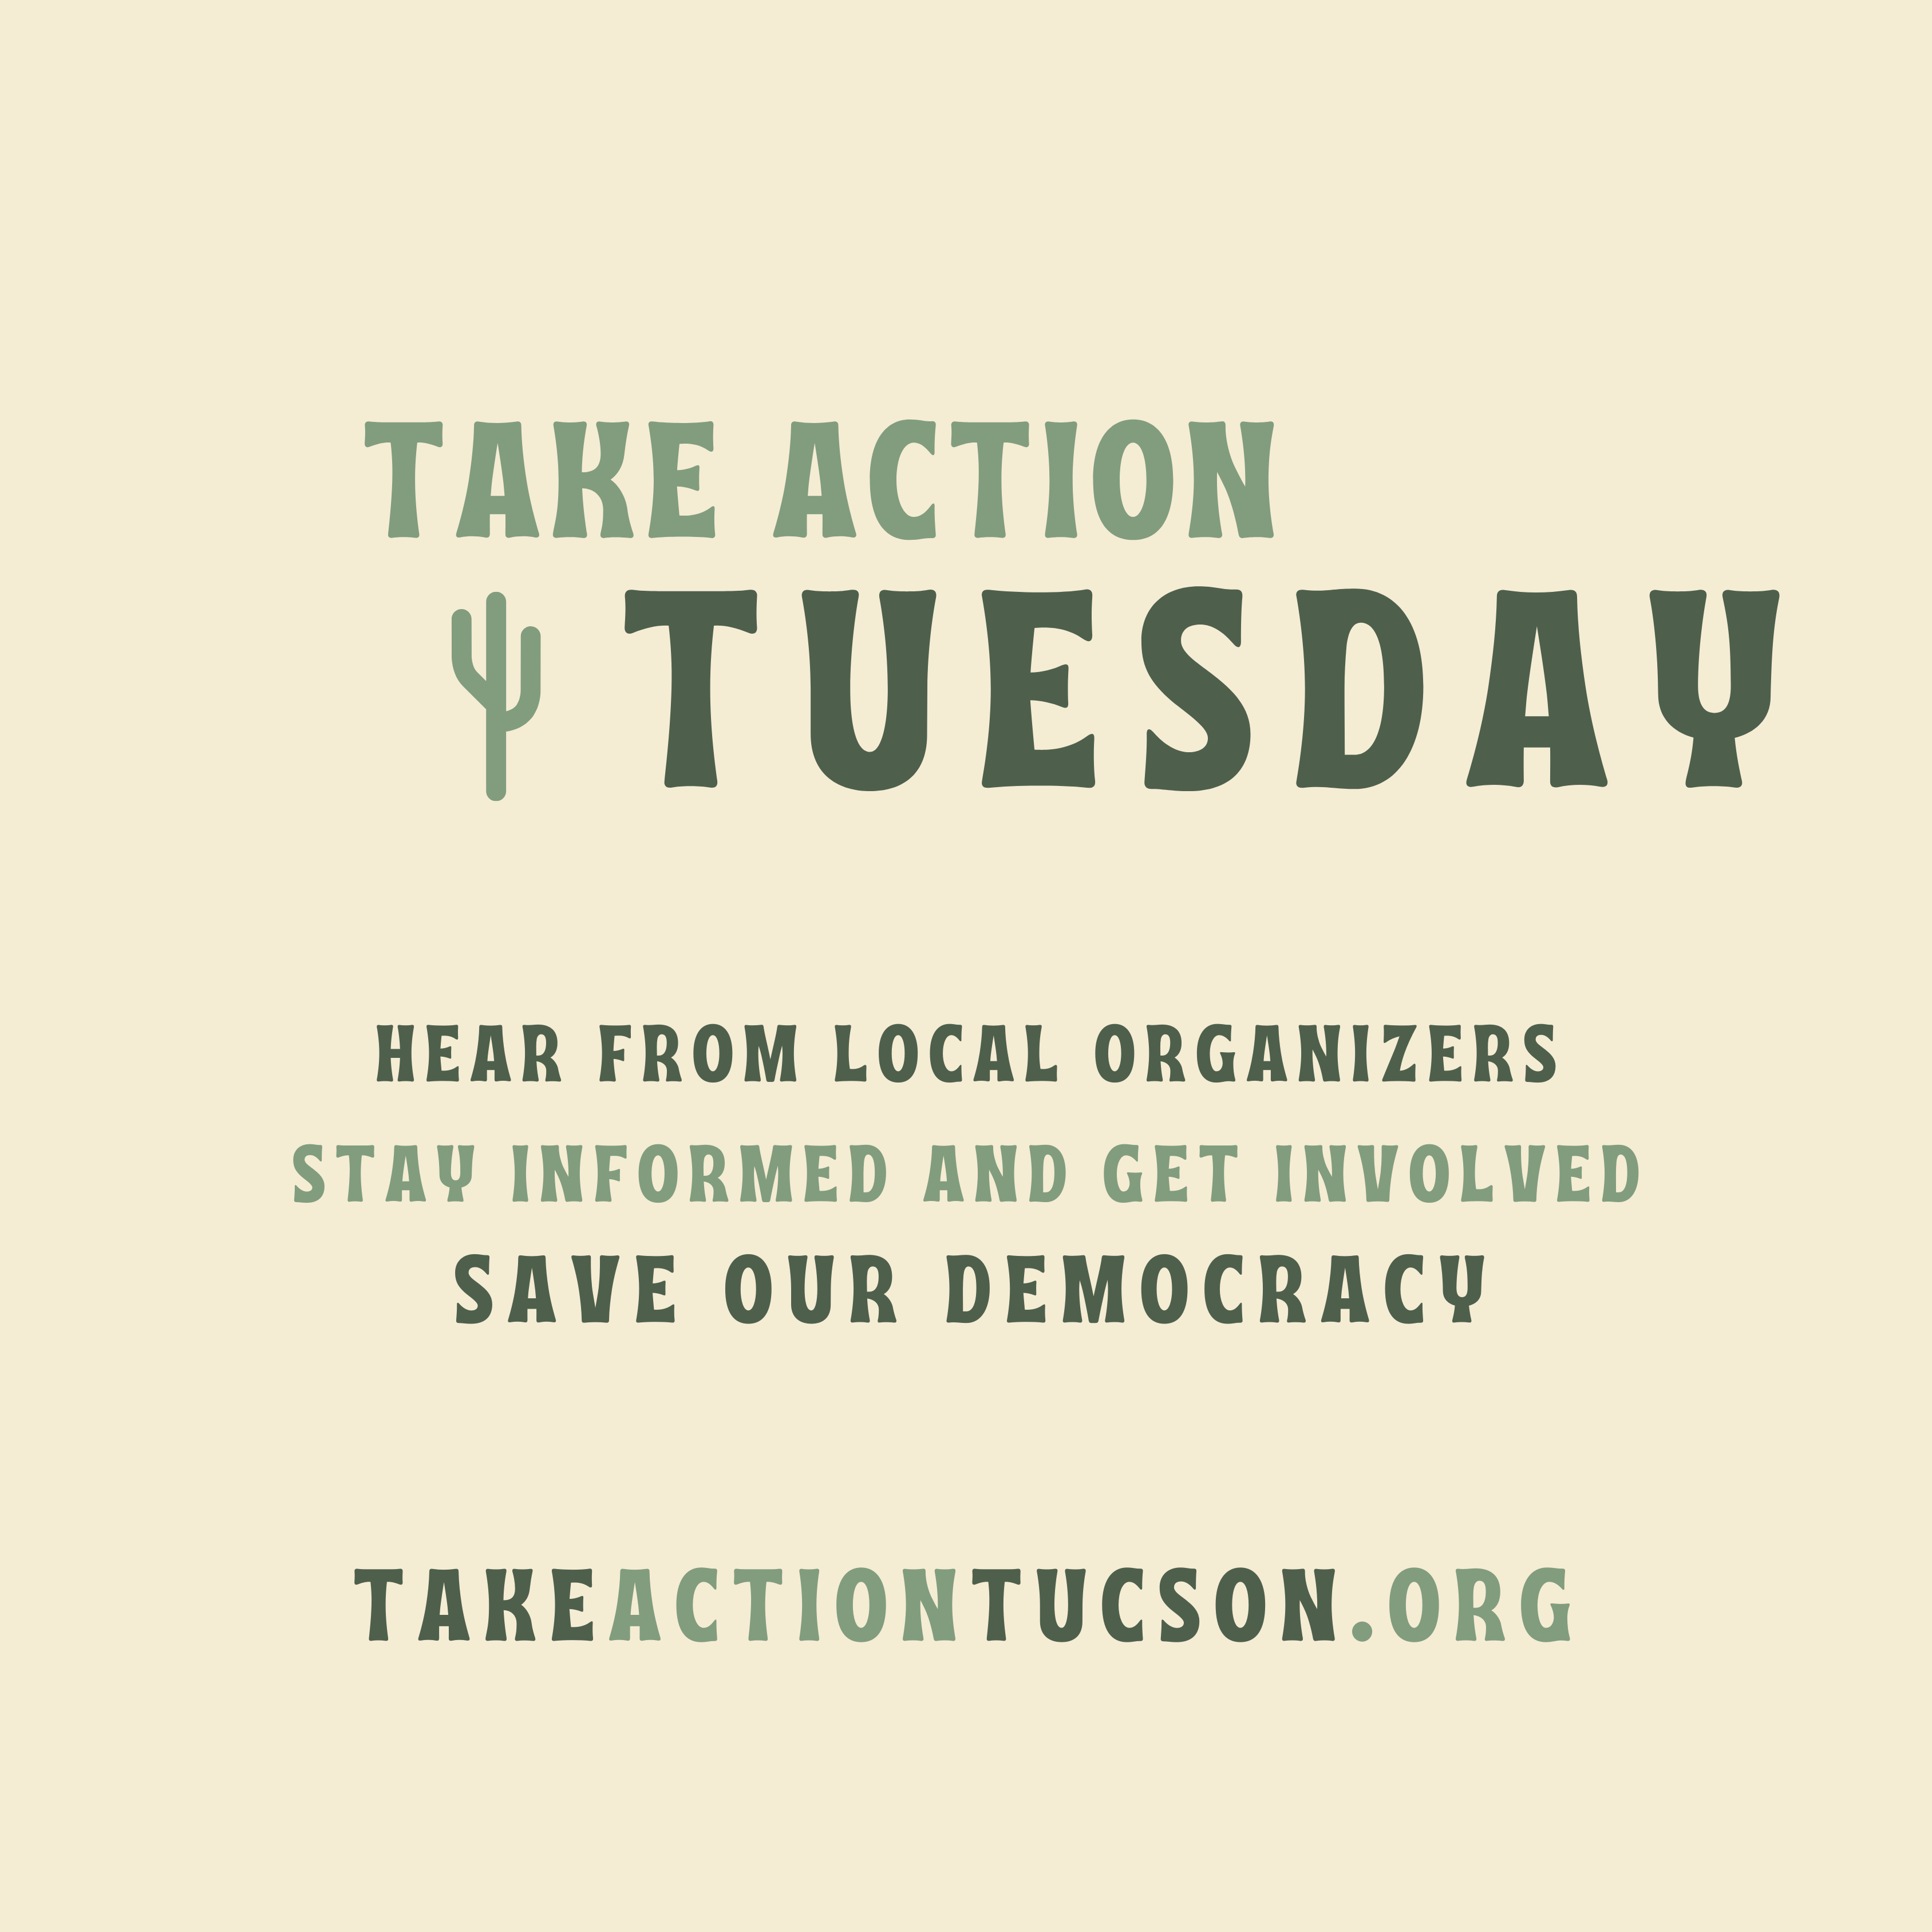 TAKE ACTION
TUESDAY
HEAR FROM LOCAL ORGANIZERS
STAY INFORMED AND GET INVOLVED
SAVE OUR DEMOCRACY
TAKEACTIONTUCSON.ORG